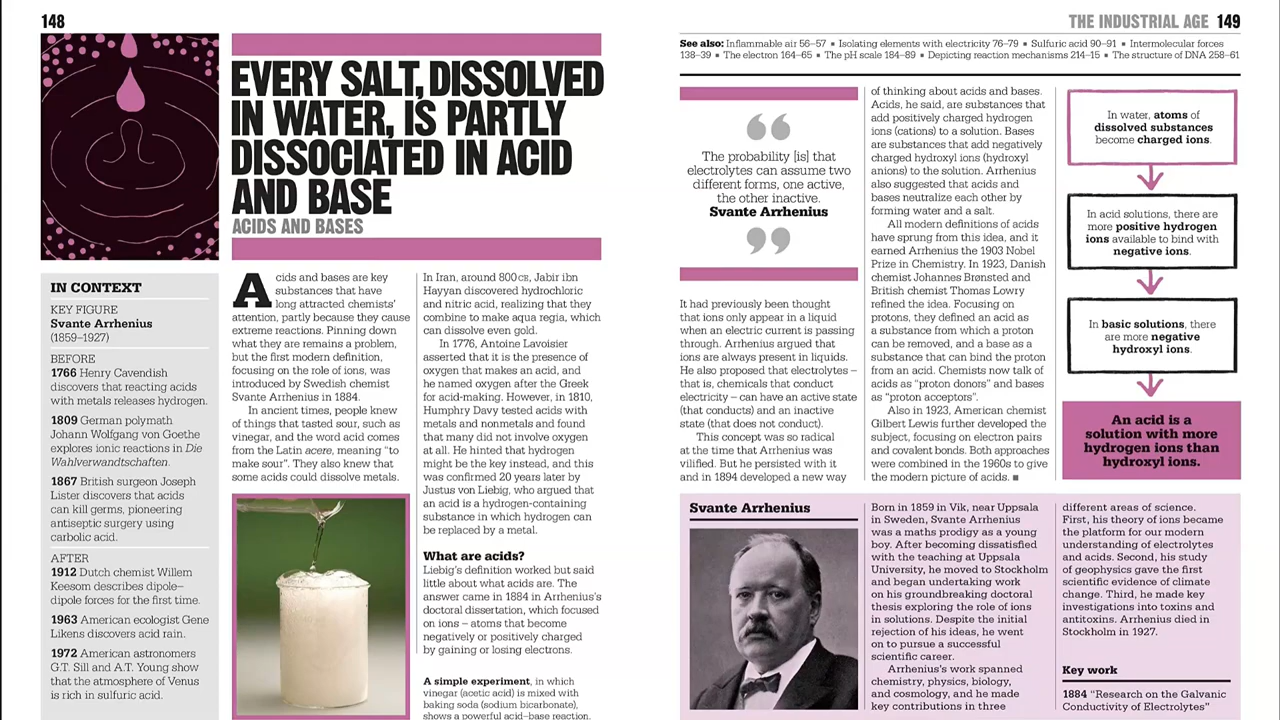 148
EVERY SALT, DISSOLVED
IN WATER, IS PARTLY
DISSOCIATED IN ACID
AND BASE
ACIDS AND BASES
IN CONTEXT
KEY FIGURE
Svante Arrhenius
(1859–1927)
BEFORE
1766 Henry Cavendish
discovers that reacting acids
with metals releases hydrogen.
1809 German polymath
Johann Wolfgang von Goethe
explores ionic reactions in Die
Wahlverwandschaften.
1867 British surgeon Joseph
Lister discovers that acids
can kill germs, pioneering
antiseptic surgery using
carbolic acid.
AFTER
1912 Dutch chemist Willem
Keesom describes dipole–
dipole forces for the first time.
1963 American ecologist Gene
Likens discovers acid rain.
1972 American astronomers
G.T. Sill and A.T. Young show
that the atmosphere of Venus
is rich in sulfuric acid.
Acids and bases are key
substances that have
long attracted chemists'
attention, partly because they cause
extreme reactions. Pinning down
what they are remains a problem,
but the first modern definition,
focusing on the role of ions, was
introduced by Swedish chemist
Svante Arrhenius in 1884.
In ancient times, people knew
of things that tasted sour, such as
vinegar, and the word acid comes
from the Latin acere, meaning "to
make sour". They also knew that
some acids could dissolve metals.
In Iran, around 800 CE, Jabir ibn
Hayyan discovered hydrochloric
and nitric acid, realizing that they
combine to make aqua regia, which
can dissolve even gold.
In 1776, Antoine Lavoisier
asserted that it is the presence of
oxygen that makes an acid, and
he named oxygen after the Greek
for acid-making. However, in 1810,
Humphry Davy tested acids with
metals and nonmetals and found
that many did not involve oxygen
at all. He hinted that hydrogen
might be the key instead, and this
was confirmed 20 years later by
Justus von Liebig, who argued that
an acid is a hydrogen-containing
substance in which hydrogen can
be replaced by a metal.
What are acids?
Liebig's definition worked but said
little about what acids are. The
answer came in 1884 in Arrhenius's
doctoral dissertation, which focused
on ions – atoms that become
negatively or positively charged
by gaining or losing electrons.
A simple experiment, in which
vinegar (acetic acid) is mixed with
baking soda (sodium bicarbonate),
shows a powerful acid–base reaction.
THE INDUSTRIAL AGE 149
See also: Inflammable air 56–57 ■ Isolating elements with electricity 76–79 ■ Sulfuric acid 90–91 ■ Intermolecular forces
138–39 ■ The electron 164–65 ■ The pH scale 184–89 ■ Depicting reaction mechanisms 214–15 ■ The structure of DNA 258–61
The probability [is] that
electrolytes can assume two
different forms, one active,
the other inactive.
Svante Arrhenius
It had previously been thought
that ions only appear in a liquid
when an electric current is passing
through. Arrhenius argued that
ions are always present in liquids.
He also proposed that electrolytes –
that is, chemicals that conduct
electricity – can have an active state
(that conducts) and an inactive
state (that does not conduct).
This concept was so radical
at the time that Arrhenius was
vilified. But he persisted with it
and in 1894 developed a new way
of thinking about acids and bases.
Acids, he said, are substances that
add positively charged hydrogen
ions (cations) to a solution. Bases
are substances that add negatively
charged hydroxyl ions (hydroxyl
anions) to the solution. Arrhenius
also suggested that acids and
bases neutralize each other by
forming water and a salt.
All modern definitions of acids
have sprung from this idea, and it
earned Arrhenius the 1903 Nobel
Prize in Chemistry. In 1923, Danish
chemist Johannes Brønsted and
British chemist Thomas Lowry
refined the idea. Focusing on
protons, they defined an acid as
a substance from which a proton
can be removed, and a base as a
substance that can bind the proton
from an acid. Chemists now talk of
acids as "proton donors" and bases
as "proton acceptors".
Also in 1923, American chemist
Gilbert Lewis further developed the
subject, focusing on electron pairs
and covalent bonds. Both approaches
were combined in the 1960s to give
the modern picture of acids. ■
In water, atoms of
dissolved substances
become charged ions.
In acid solutions, there are
more positive hydrogen
ions available to bind with
negative ions.
In basic solutions, there
are more negative
hydroxyl ions.
An acid is a
solution with more
hydrogen ions than
hydroxyl ions.
Svante Arrhenius
Born in 1859 in Vik, near Uppsala
in Sweden, Svante Arrhenius
was a maths prodigy as a young
boy. After becoming dissatisfied
with the teaching at Uppsala
University, he moved to Stockholm
and began undertaking work
on his groundbreaking doctoral
thesis exploring the role of ions
in solutions. Despite the initial
rejection of his ideas, he went
on to pursue a successful
scientific career.
Arrhenius's work spanned
chemistry, physics, biology,
and cosmology, and he made
key contributions in three
different areas of science.
First, his theory of ions became
the platform for our modern
understanding of electrolytes
and acids. Second, his study
of geophysics gave the first
scientific evidence of climate
change. Third, he made key
investigations into toxins and
antitoxins. Arrhenius died in
Stockholm in 1927.
Key work
1884 "Research on the Galvanic
Conductivity of Electrolytes"